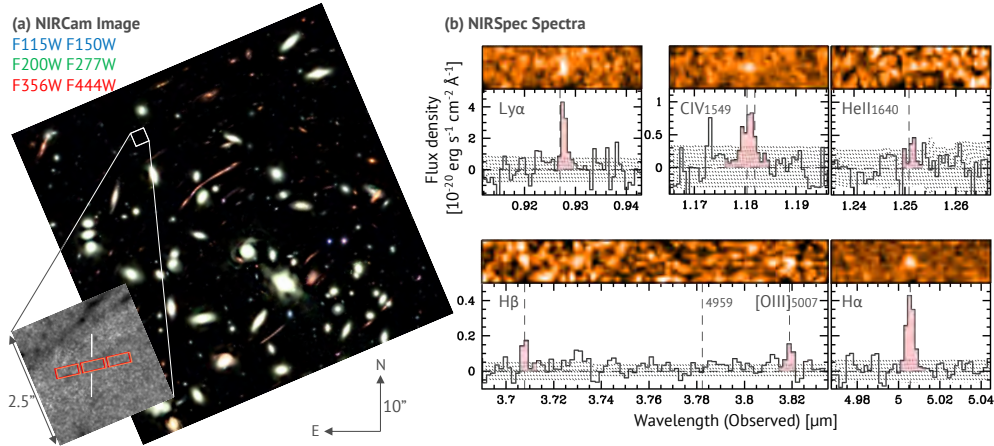 (a) NIRCam Image
F115W F150W
F200W F277W
F356W F444W
2.5"
N
10"
E
(b) NIRSpec Spectra
Flux density
[10-20 erg s-1 cm-2 Å-1]
Lyα
4
2
0
0.92 0.93 0.94
CIV1549
1
0.5
0
1.17 1.18 1.19
HeII1640
1.24 1.25 1.26
Hβ
4959
[OIII]5007
0.4
0.2
0
3.7 3.72 3.74 3.76 3.78 3.8 3.82
Hα
4.98 5 5.02 5.04
Wavelength (Observed) [μm]